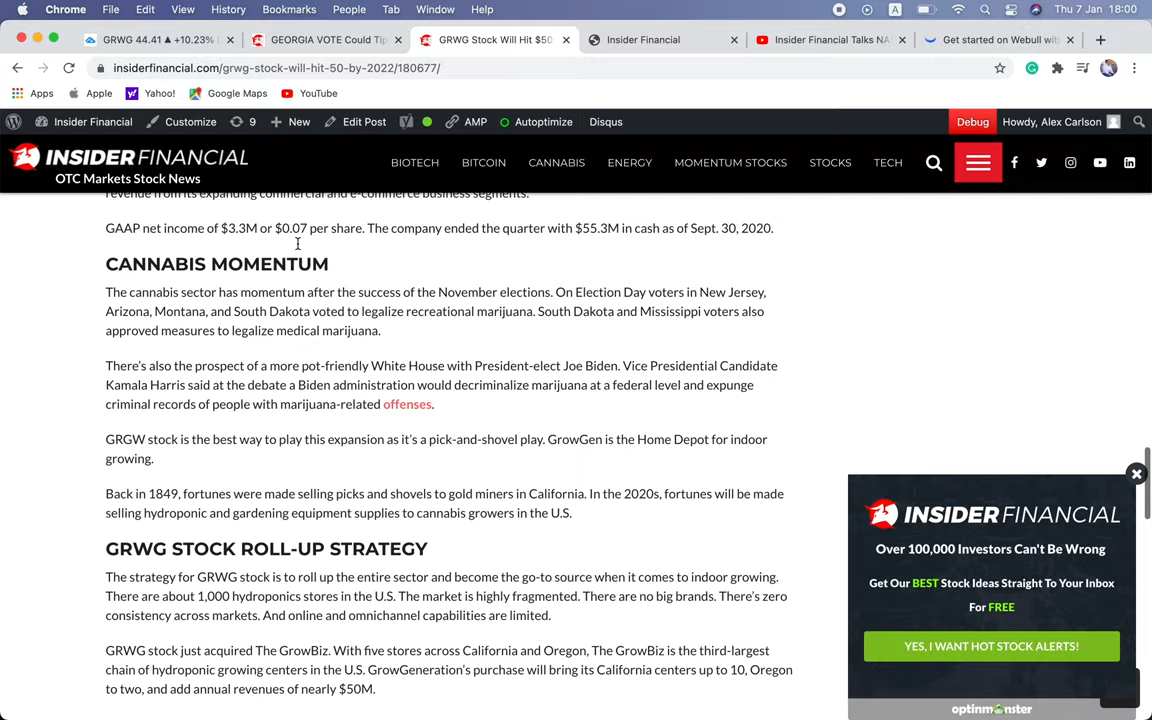 Chrome File Edit View History Bookmarks People Tab Window Help A Thu 7 Jan 18:00
GRWG 44.41 ▲ +10.23% GEORGIA VOTE Could Tip GRWG Stock Will Hit $50 Insider Financial Insider Financial Talks NA Get started on Webull with
insiderfinancial.com/grwg-stock-will-hit-50-by-2022/180677/
Apps Apple Yahoo! Google Maps YouTube
Insider Financial Customize 9 New Edit Post AMP Autoptimize Disqus Debug Howdy, Alex Carlson
INSIDER FINANCIAL
OTC Markets Stock News
BIOTECH BITCOIN CANNABIS ENERGY MOMENTUM STOCKS STOCKS TECH
revenue from its expanding commercial and e-commerce business segments.
GAAP net income of $3.3M or $0.07 per share. The company ended the quarter with $55.3M in cash as of Sept. 30, 2020.
CANNABIS MOMENTUM
The cannabis sector has momentum after the success of the November elections. On Election Day voters in New Jersey,
Arizona, Montana, and South Dakota voted to legalize recreational marijuana. South Dakota and Mississippi voters also
approved measures to legalize medical marijuana.
There's also the prospect of a more pot-friendly White House with President-elect Joe Biden. Vice Presidential Candidate
Kamala Harris said at the debate a Biden administration would decriminalize marijuana at a federal level and expunge
criminal records of people with marijuana-related offenses.
GRGW stock is the best way to play this expansion as it's a pick-and-shovel play. GrowGen is the Home Depot for indoor
growing.
Back in 1849, fortunes were made selling picks and shovels to gold miners in California. In the 2020s, fortunes will be made
selling hydroponic and gardening equipment supplies to cannabis growers in the U.S.
GRWG STOCK ROLL-UP STRATEGY
The strategy for GRWG stock is to roll up the entire sector and become the go-to source when it comes to indoor growing.
There are about 1,000 hydroponics stores in the U.S. The market is highly fragmented. There are no big brands. There's zero
consistency across markets. And online and omnichannel capabilities are limited.
GRWG stock just acquired The GrowBiz. With five stores across California and Oregon, The GrowBiz is the third-largest
chain of hydroponic growing centers in the U.S. GrowGeneration's purchase will bring its California centers up to 10, Oregon
to two, and add annual revenues of nearly $50M.
INSIDER FINANCIAL
Over 100,000 Investors Can't Be Wrong
Get Our BEST Stock Ideas Straight To Your Inbox
For FREE
YES, I WANT HOT STOCK ALERTS!
optinmonster